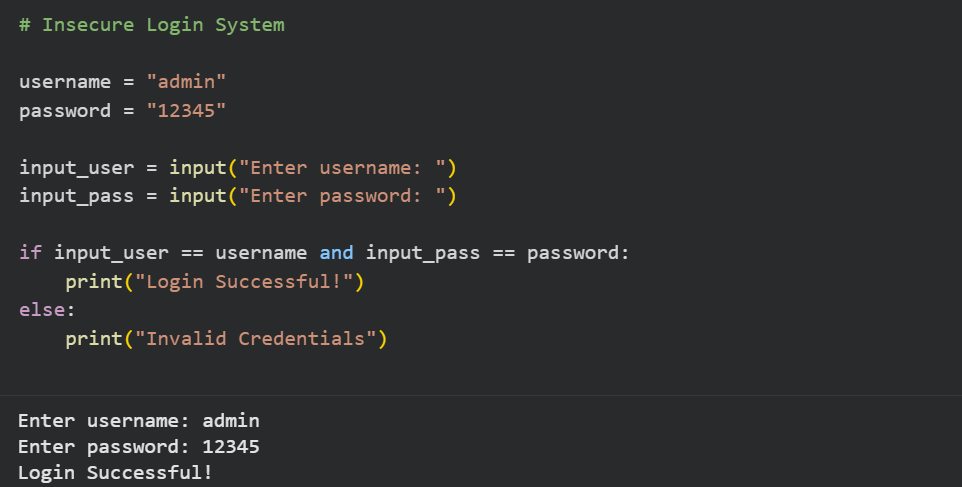 # Insecure Login System
username = "admin"
password = "12345"
input_user = input("Enter username: ")
input_pass = input("Enter password: ")
if input_user == username and input_pass == password:
    print("Login Successful!")
else:
    print("Invalid Credentials")
Enter username: admin
Enter password: 12345
Login Successful!